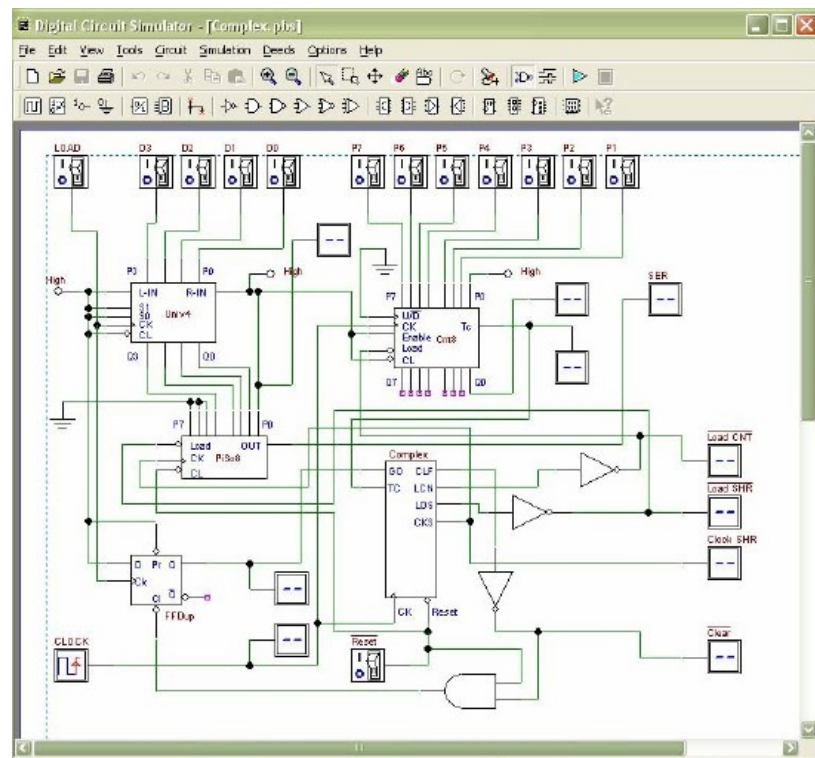 Digital Circuit Simulator - [Complex.pbs]
File Edit View Tools Circuit Simulation Deeds Options Help
LOAD D3 D2 D1 D0 P7 P6 P5 P4 P3 P2 P1
High P3 P0 High High SER
L-IN R-IN
S1
S0
CK
CL
Univ4
Q3 Q0
P7 P0
U/D
CK
Enable
Load
CL
Tc
Cnt8
Q7 Q0
P7 P0
Load OUT
CK PiSo8
CL
Complex
GO CLF
TC LCN
LDS
CKS
CK Reset
Load CNT
Load SHR
Clock SHR
D Pr Q
Ck
Cl Q
FFDup
CLOCK
Reset
Clear